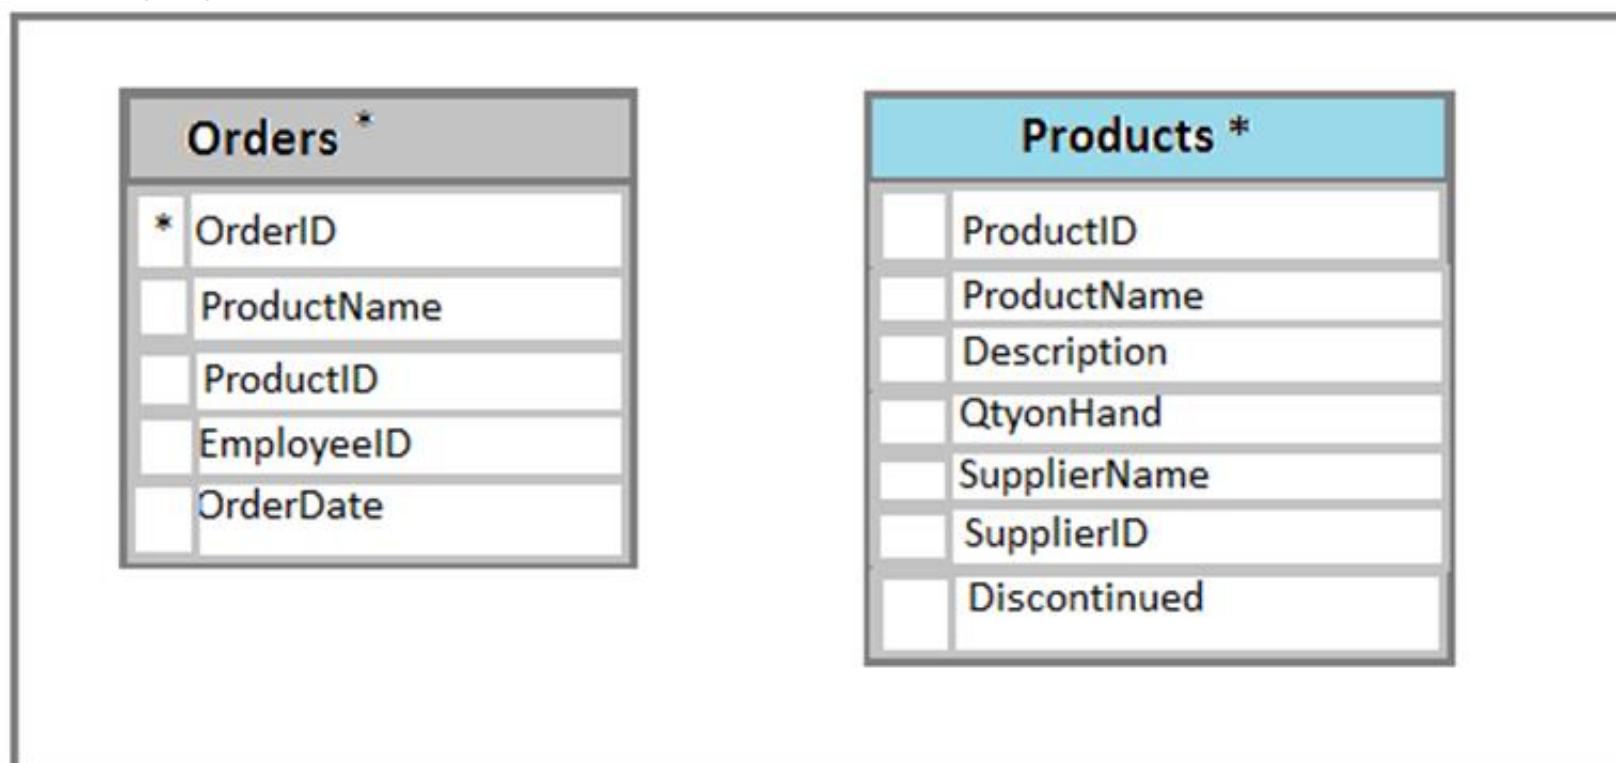 Orders *
* OrderID
ProductName
ProductID
EmployeeID
OrderDate
Products *
ProductID
ProductName
Description
QtyonHand
SupplierName
SupplierID
Discontinued